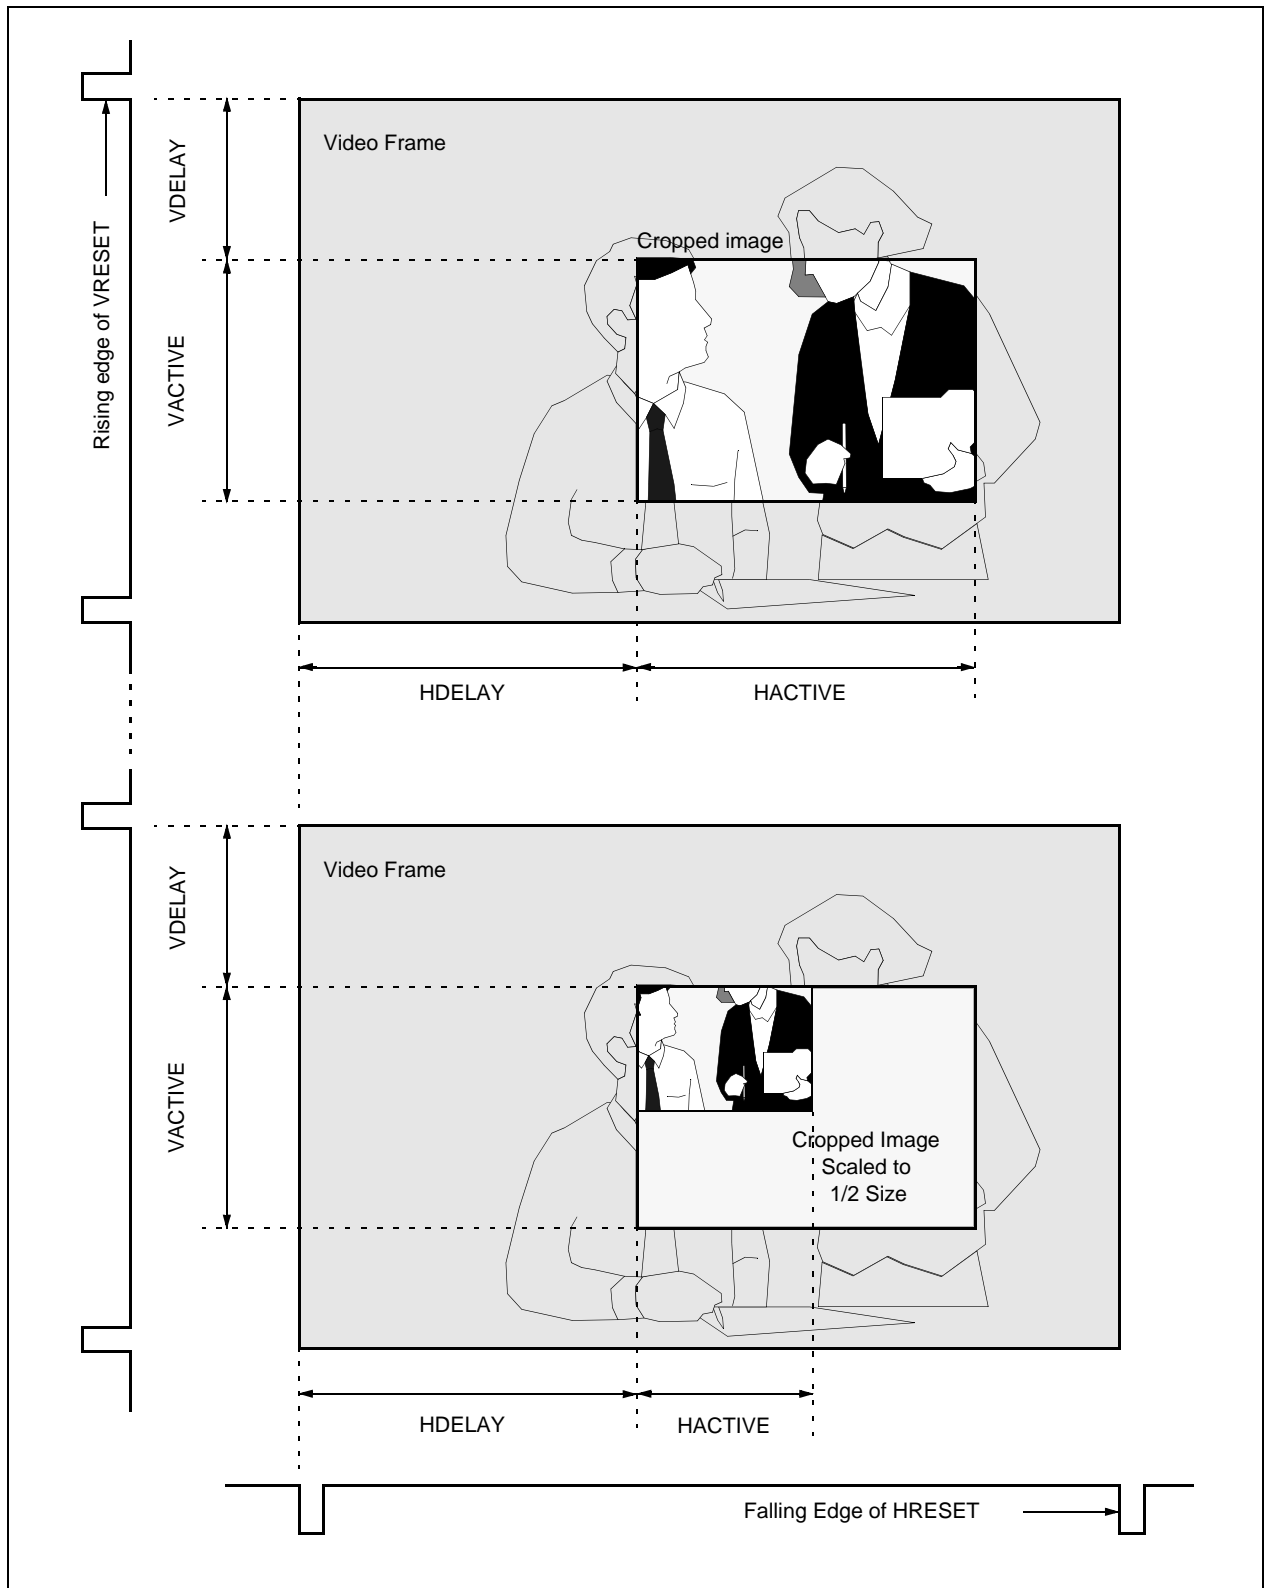 Video Frame
VDELAY
Cropped image
Rising edge of VRESET
VACTIVE
HDELAY
HACTIVE
Video Frame
VDELAY
VACTIVE
Cropped Image
Scaled to
1/2 Size
HDELAY
HACTIVE
Falling Edge of HRESET